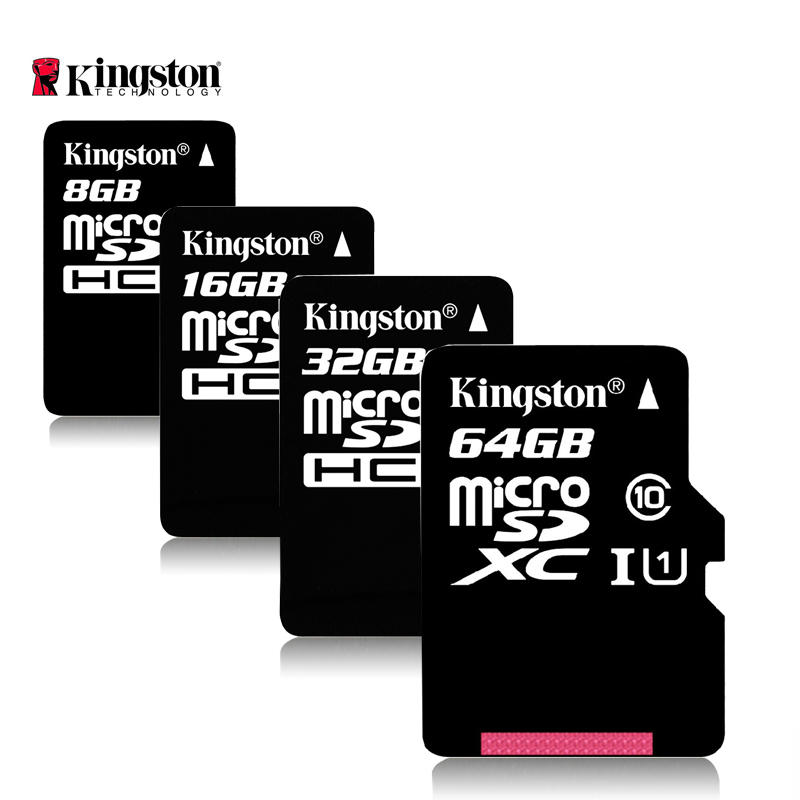 Kingston®
TECHNOLOGY
Kingston®
8GB
Micro
SD
HC
Kingston®
16GB
Micro
SD
HC
Kingston®
32GB
Micro
SD
HC
Kingston®
64GB
Micro
SD
10
XC I U1